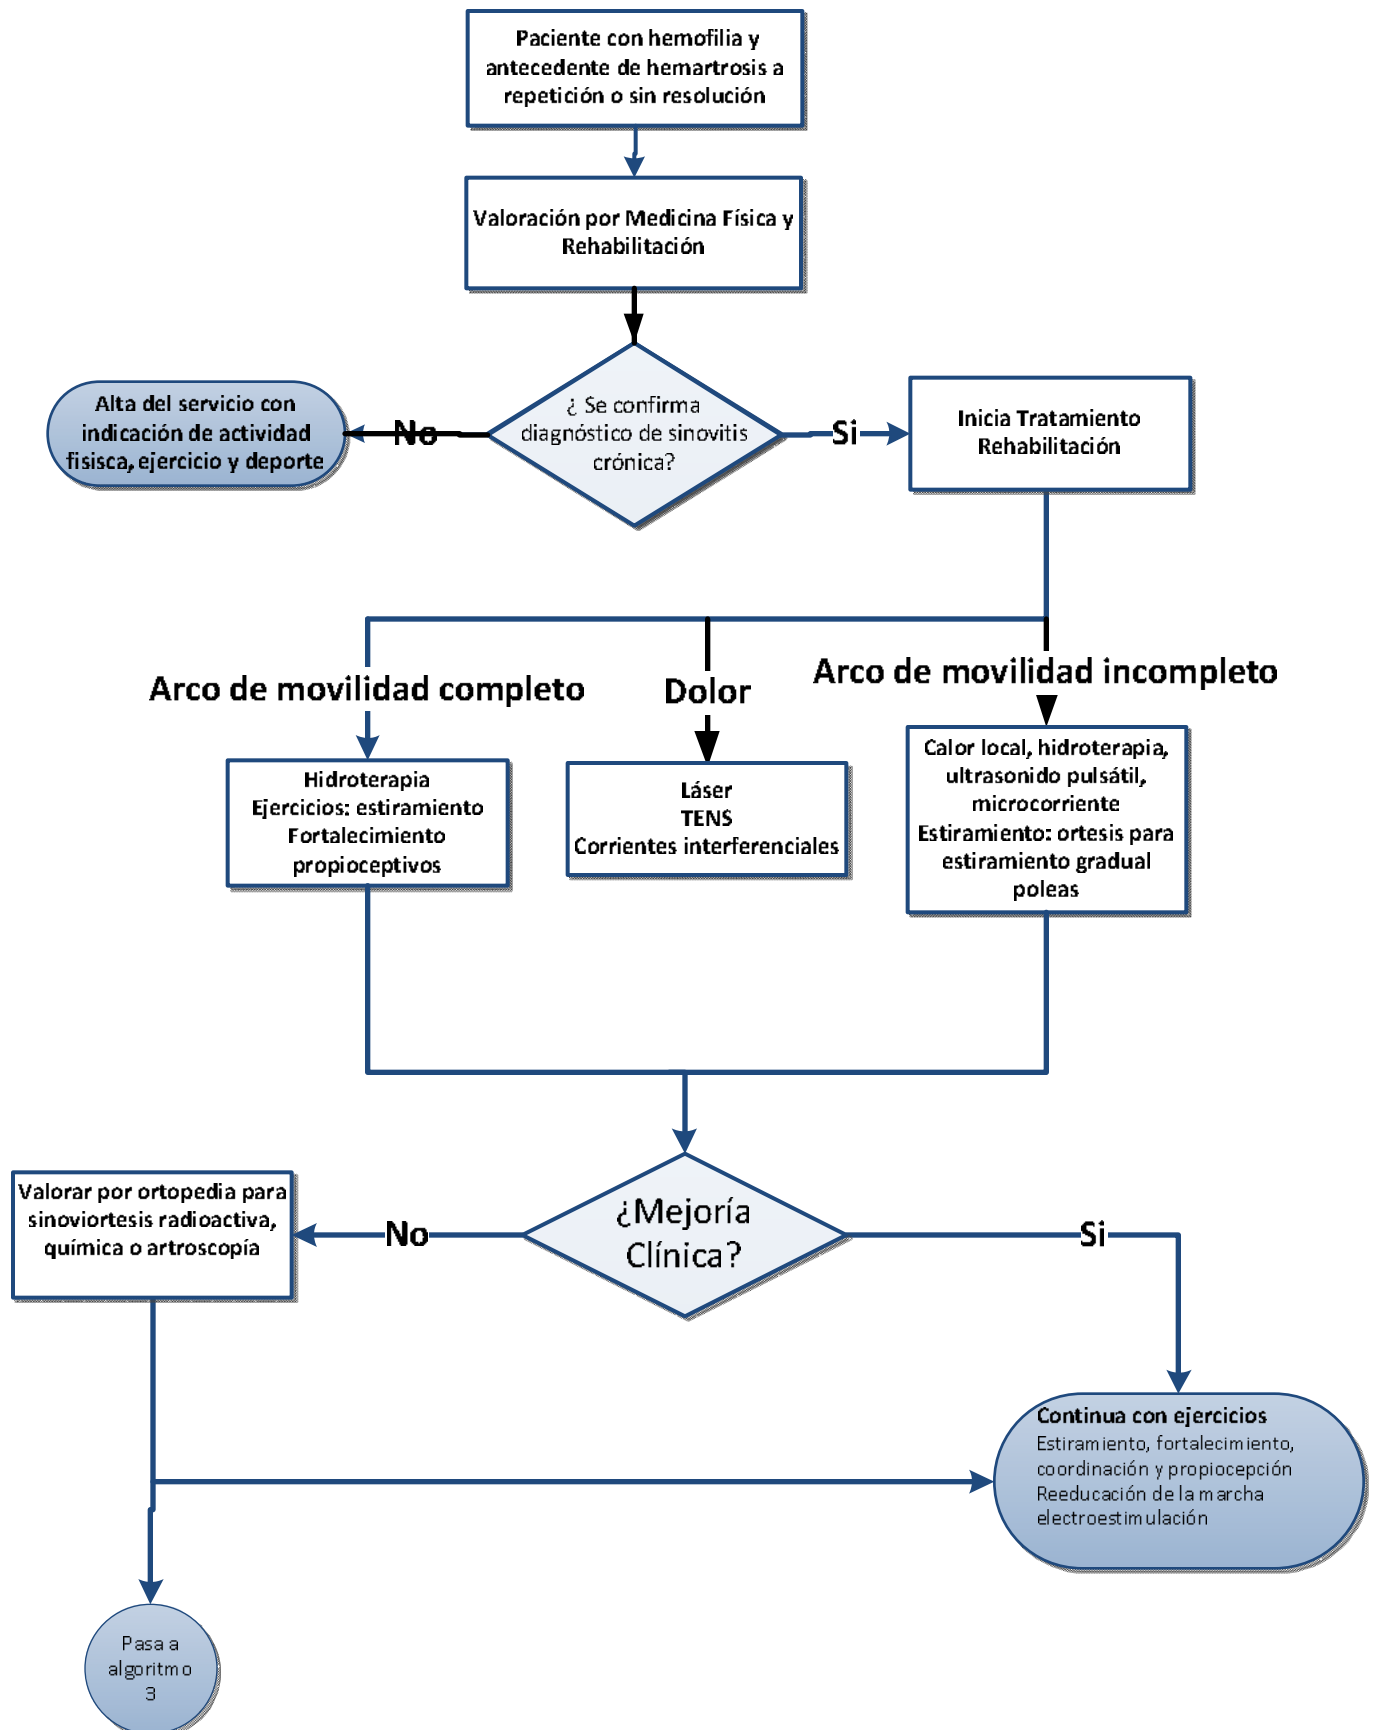 Paciente con hemofilia y
antecedente de hemartrosis a
repetición o sin resolución
Valoración por Medicina Física y
Rehabilitación
¿ Se confirma
diagnóstico de sinovitis
crónica?
No
Si
Alta del servicio con
indicación de actividad
fisisca, ejercicio y deporte
Inicia Tratamiento
Rehabilitación
Arco de movilidad completo
Dolor
Arco de movilidad incompleto
Hidroterapia
Ejercicios: estiramiento
Fortalecimiento
propioceptivos
Láser
TENS
Corrientes interferenciales
Calor local, hidroterapia,
ultrasonido pulsátil,
microcorriente
Estiramiento: ortesis para
estiramiento gradual
poleas
¿Mejoría
Clínica?
No
Si
Valorar por ortopedia para
sinoviortesis radioactiva,
química o artroscopía
Continua con ejercicios
Estiramiento, fortalecimiento,
coordinación y propiocepción
Reeducación de la marcha
electroestimulación
Pasa a
algoritmo
3